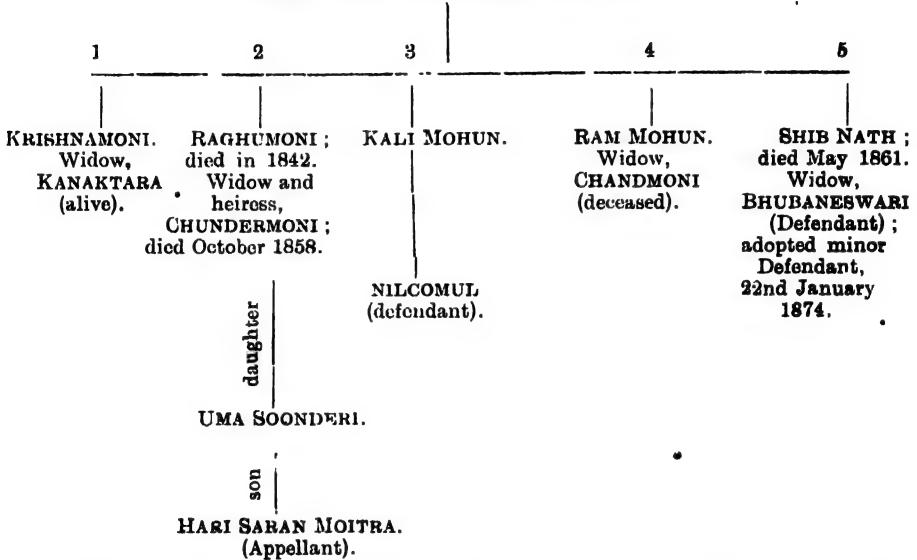 1 2 3 4 5
KRISHNAMONI.
Widow,
KANAKTARA
(alive).
RAGHUMONI ;
died in 1842.
Widow and
heiress,
CHUNDERMONI ;
died October 1858.
KALI MOHUN.
RAM MOHUN.
Widow,
CHANDMONI
(deceased).
SHIB NATH ;
died May 1861.
Widow,
BHUBANESWARI
(Defendant) ;
adopted minor
Defendant,
22nd January
1874.
NILCOMUL
(defendant).
daughter
UMA SOONDERI.
son
HARI SARAN MOITRA.
(Appellant).